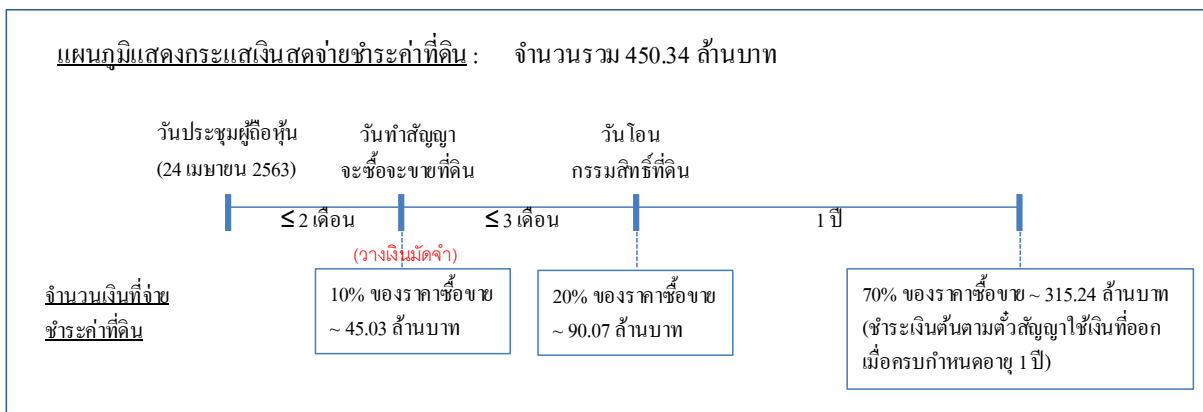 แผนภูมิแสดงกระแสเงินสดจ่ายชำระค่าที่ดิน : จำนวนรวม 450.34 ล้านบาท
วันประชุมผู้ถือหุ้น
(24 เมษายน 2563)
วันทำสัญญา
จะซื้อจะขายที่ดิน
วันโอน
กรรมสิทธิ์ที่ดิน
≤ 2 เดือน
≤ 3 เดือน
1 ปี
(วางเงินมัดจำ)
จำนวนเงินที่จ่าย
ชำระค่าที่ดิน
10% ของราคาซื้อขาย
~ 45.03 ล้านบาท
20% ของราคาซื้อขาย
~ 90.07 ล้านบาท
70% ของราคาซื้อขาย ~ 315.24 ล้านบาท
(ชำระเงินต้นตามตั๋วสัญญาใช้เงินที่ออก
เมื่อครบกำหนดอายุ 1 ปี)